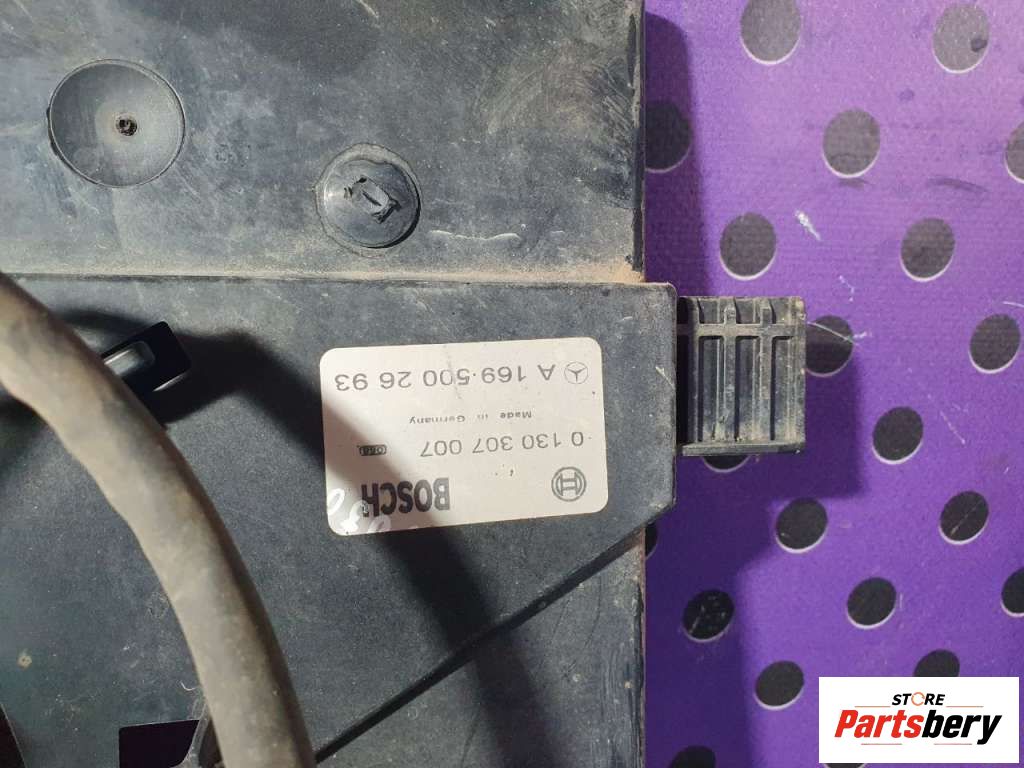 BOSCH
0 130 307 007
Made in Germany
A 169 500 26 93
STORE
Partsbery